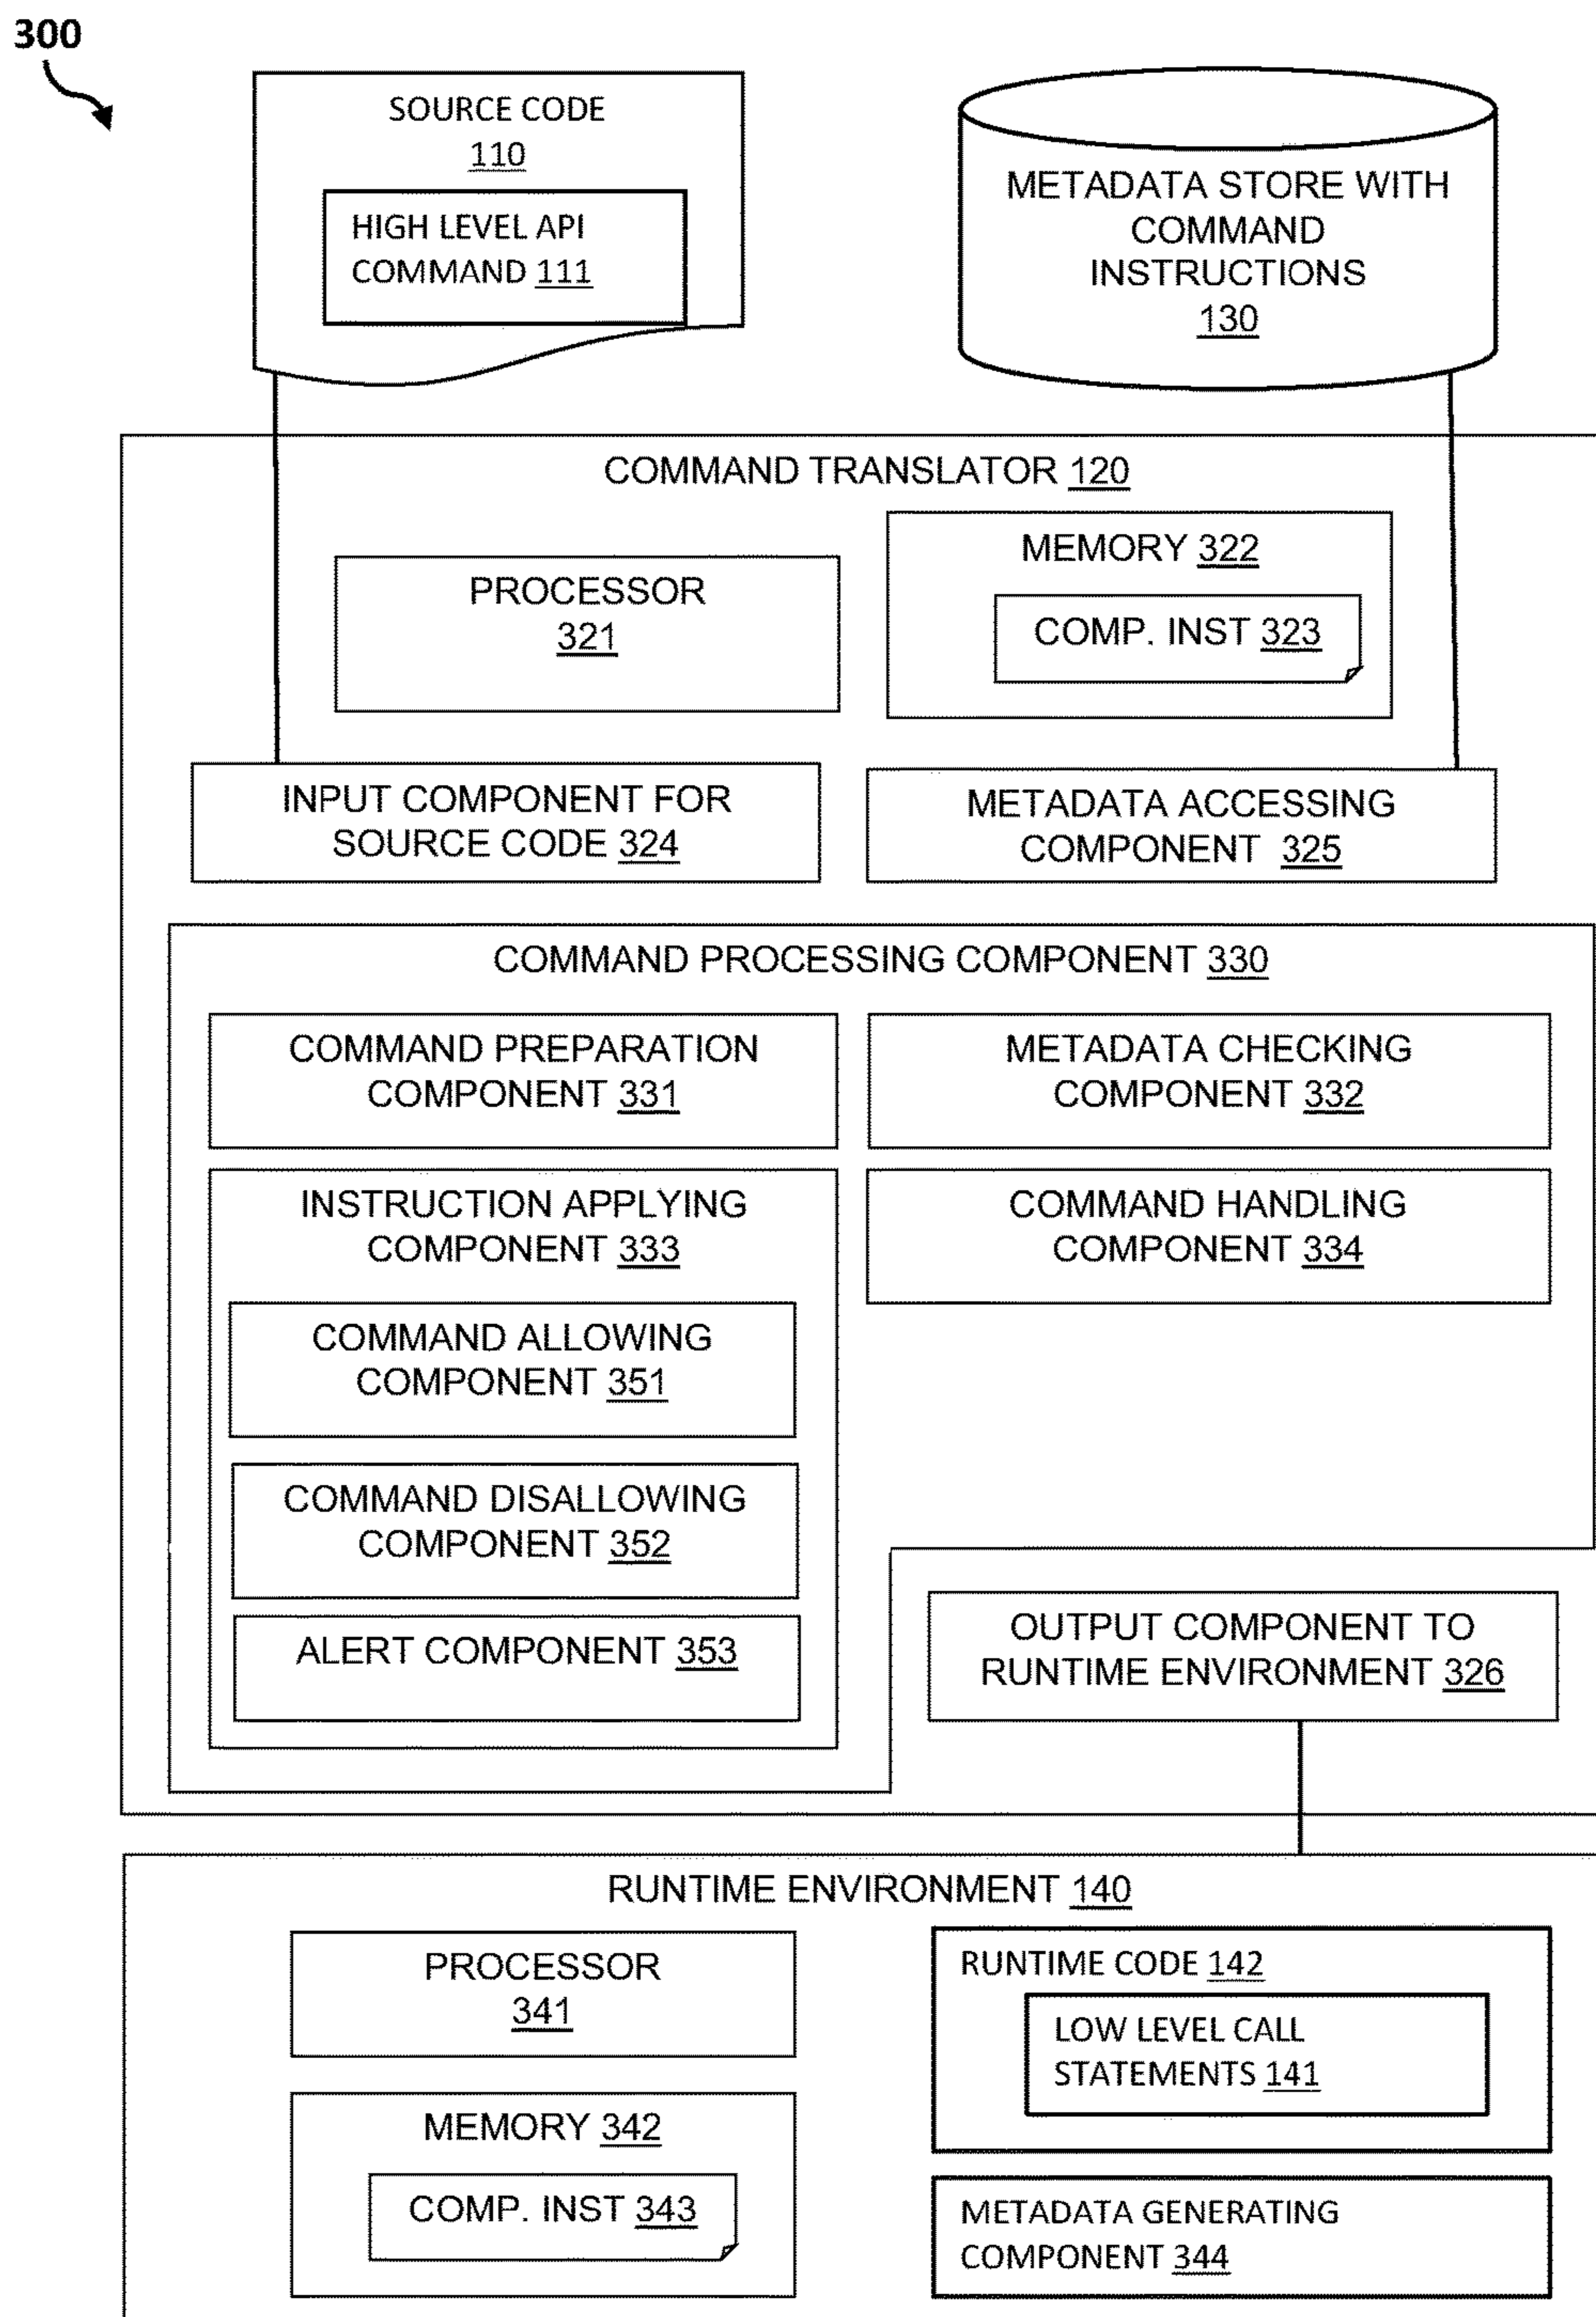 300
SOURCE CODE
110
HIGH LEVEL API
COMMAND 111
METADATA STORE WITH
COMMAND
INSTRUCTIONS
130
COMMAND TRANSLATOR 120
PROCESSOR
321
MEMORY 322
COMP. INST 323
INPUT COMPONENT FOR
SOURCE CODE 324
METADATA ACCESSING
COMPONENT 325
COMMAND PROCESSING COMPONENT 330
COMMAND PREPARATION
COMPONENT 331
METADATA CHECKING
COMPONENT 332
INSTRUCTION APPLYING
COMPONENT 333
COMMAND HANDLING
COMPONENT 334
COMMAND ALLOWING
COMPONENT 351
COMMAND DISALLOWING
COMPONENT 352
ALERT COMPONENT 353
OUTPUT COMPONENT TO
RUNTIME ENVIRONMENT 326
RUNTIME ENVIRONMENT 140
PROCESSOR
341
RUNTIME CODE 142
LOW LEVEL CALL
STATEMENTS 141
MEMORY 342
COMP. INST 343
METADATA GENERATING
COMPONENT 344